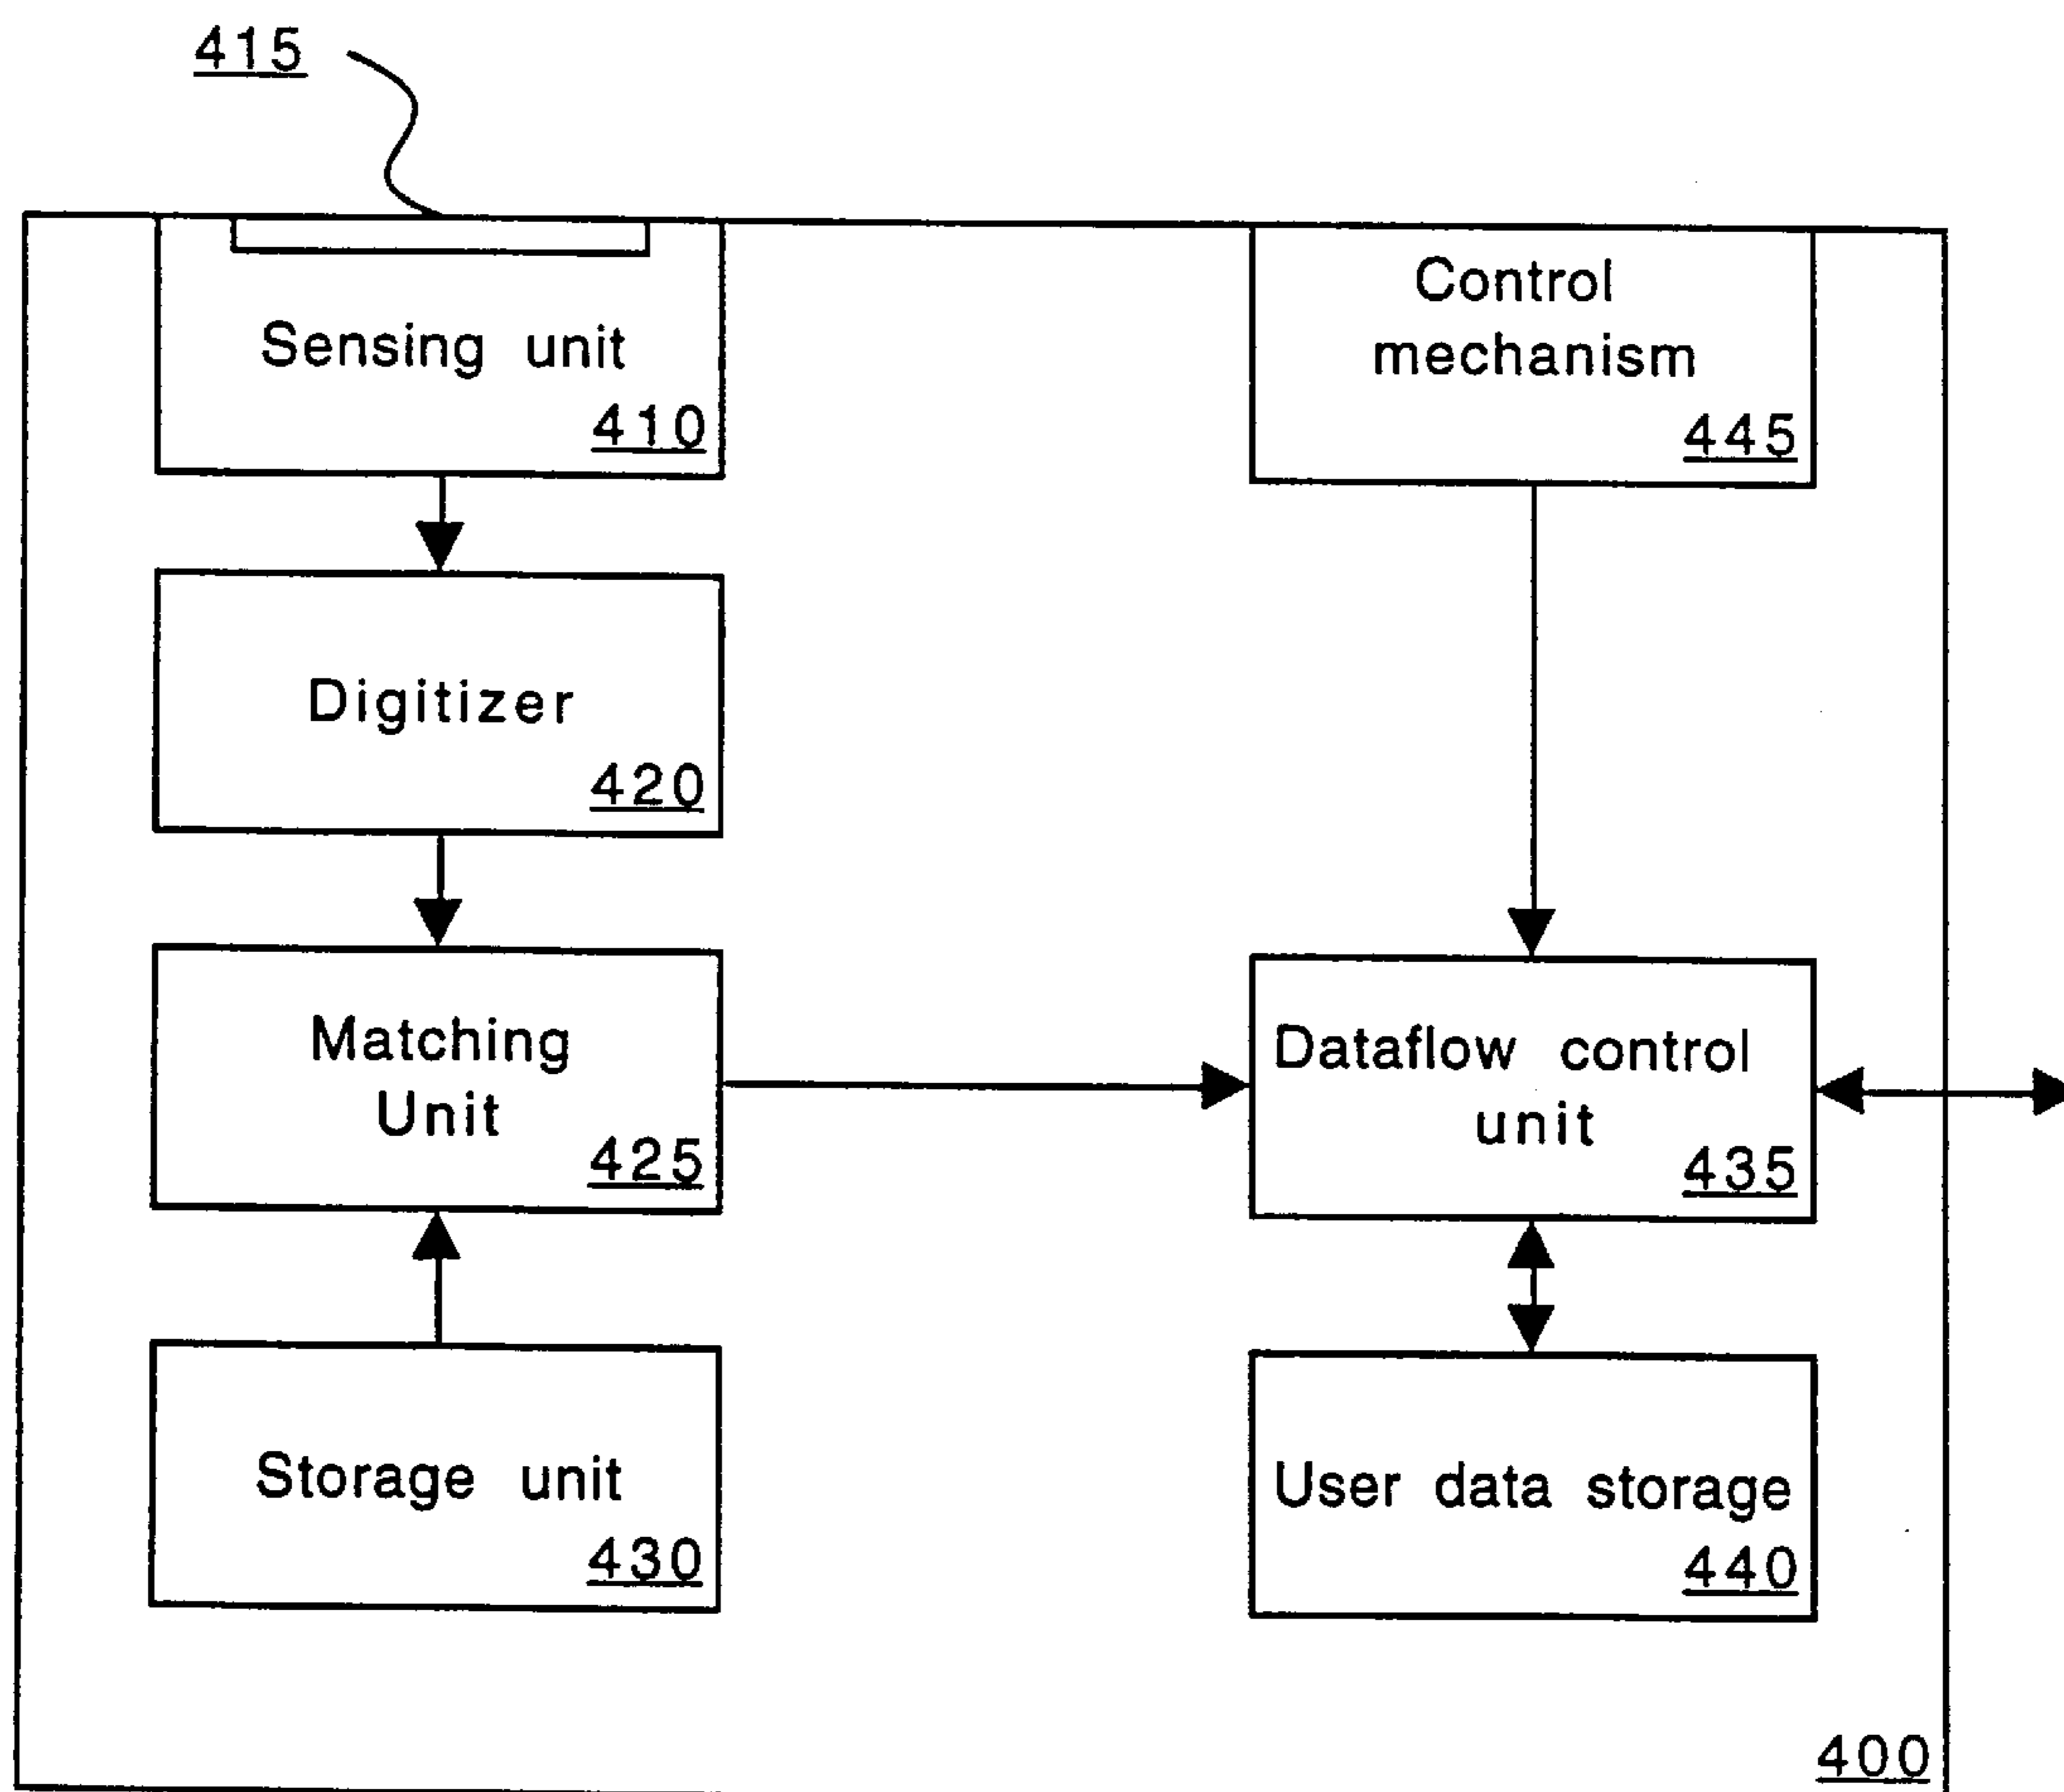 415
Sensing unit
410
Control
mechanism
445
Digitizer
420
Matching
Unit
425
Dataflow control
unit
435
Storage unit
430
User data storage
440
400